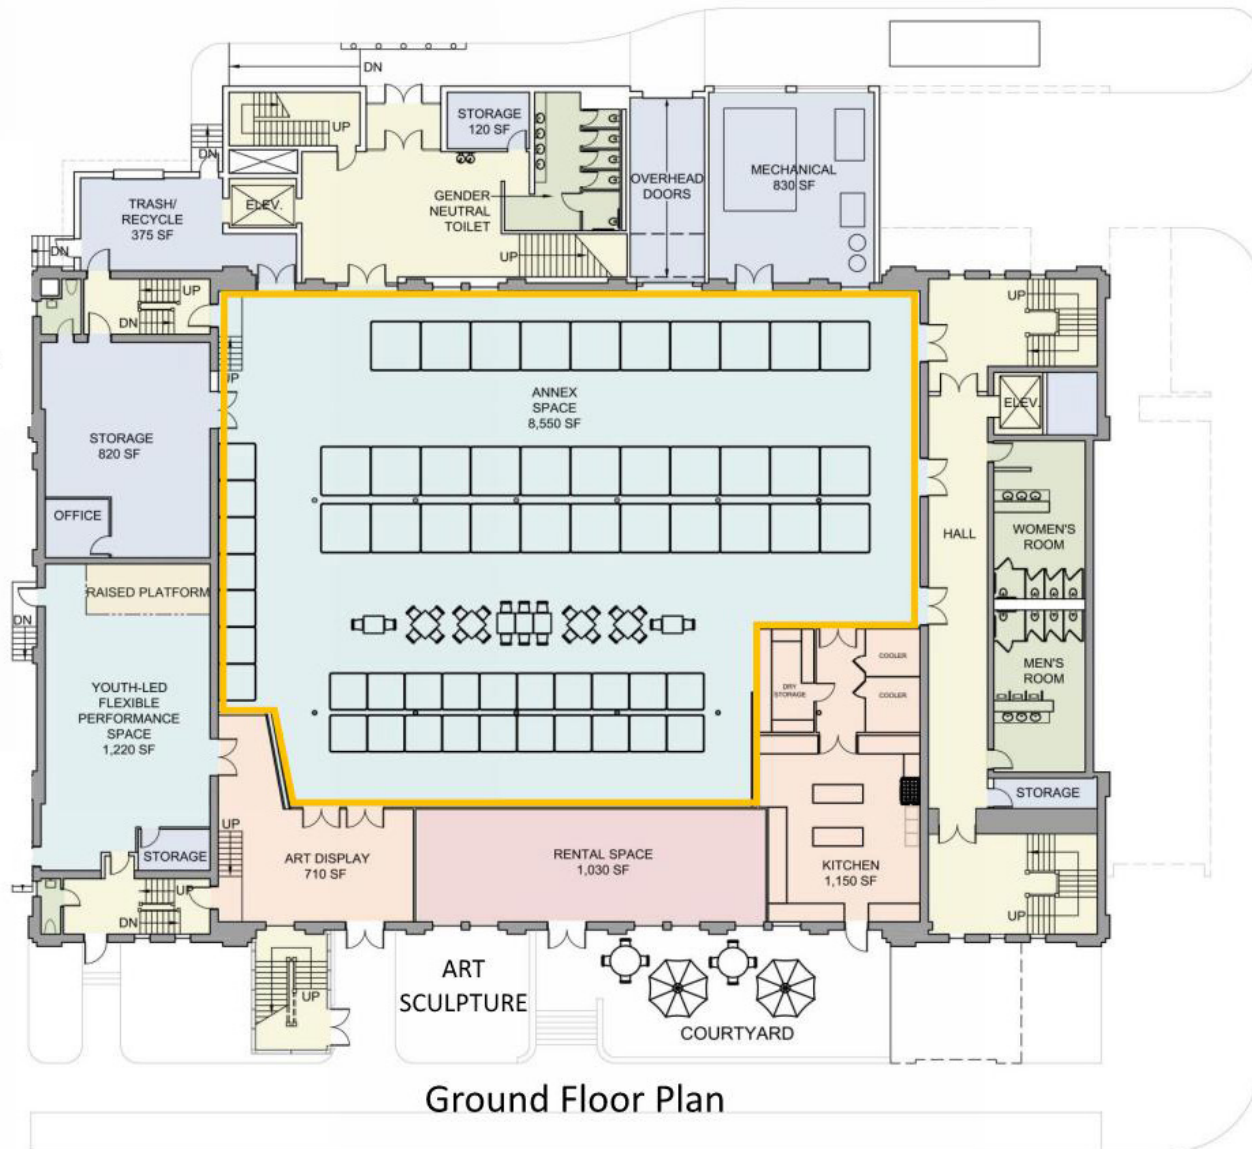 DN
STORAGE
120 SF
UP
DN
OVERHEAD
DOORS
MECHANICAL
830 SF
TRASH/
RECYCLE
375 SF
ELEV.
GENDER
NEUTRAL
TOILET
DN
UP
UP
DN
UP
UP
ANNEX
SPACE
8,550 SF
ELEV.
STORAGE
820 SF
OFFICE
HALL
WOMEN'S
ROOM
RAISED PLATFORM
DN
COOLER
MEN'S
ROOM
YOUTH-LED
FLEXIBLE
PERFORMANCE
SPACE
1,220 SF
DRY
STORAGE
COOLER
STORAGE
UP
STORAGE
ART DISPLAY
710 SF
RENTAL SPACE
1,030 SF
KITCHEN
1,150 SF
UP
DN
UP
ART
SCULPTURE
UP
COURTYARD
Ground Floor Plan